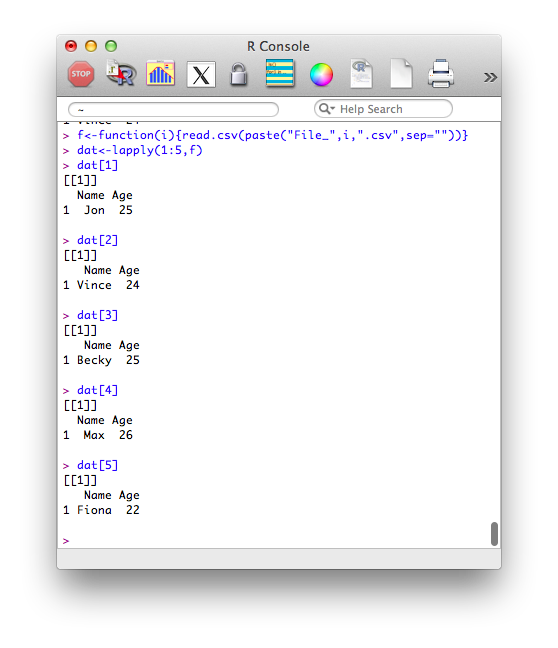 R Console
STOP
R
X
~
Help Search
> f<-function(i){read.csv(paste("File_",i,".csv",sep=""))}
> dat<-lapply(1:5,f)
> dat[1]
[[1]]
  Name Age
1  Jon  25
> dat[2]
[[1]]
   Name Age
1 Vince  24
> dat[3]
[[1]]
   Name Age
1 Becky  25
> dat[4]
[[1]]
  Name Age
1  Max  26
> dat[5]
[[1]]
   Name Age
1 Fiona  22
>